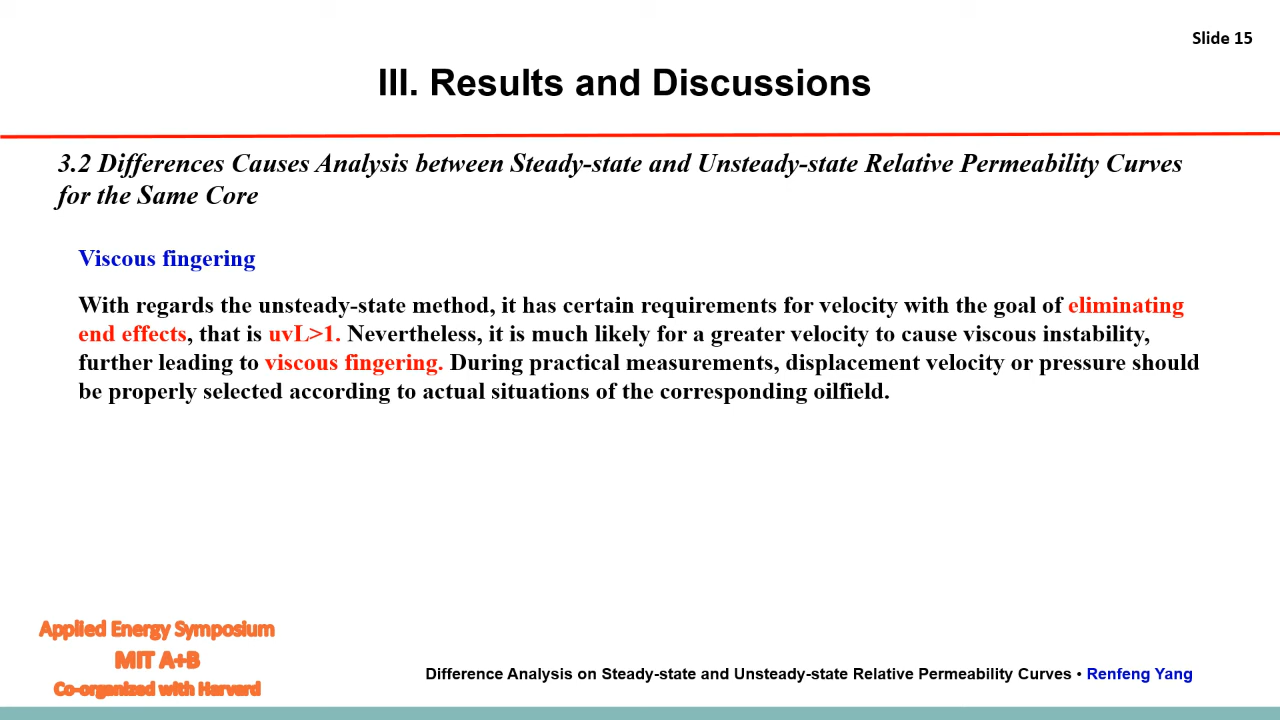 Slide 15
III. Results and Discussions
3.2 Differences Causes Analysis between Steady-state and Unsteady-state Relative Permeability Curves
for the Same Core
Viscous fingering
With regards the unsteady-state method, it has certain requirements for velocity with the goal of eliminating
end effects, that is uvL>1. Nevertheless, it is much likely for a greater velocity to cause viscous instability,
further leading to viscous fingering. During practical measurements, displacement velocity or pressure should
be properly selected according to actual situations of the corresponding oilfield.
Applied Energy Symposium
MIT A+B
Co-organized with Harvard
Difference Analysis on Steady-state and Unsteady-state Relative Permeability Curves • Renfeng Yang